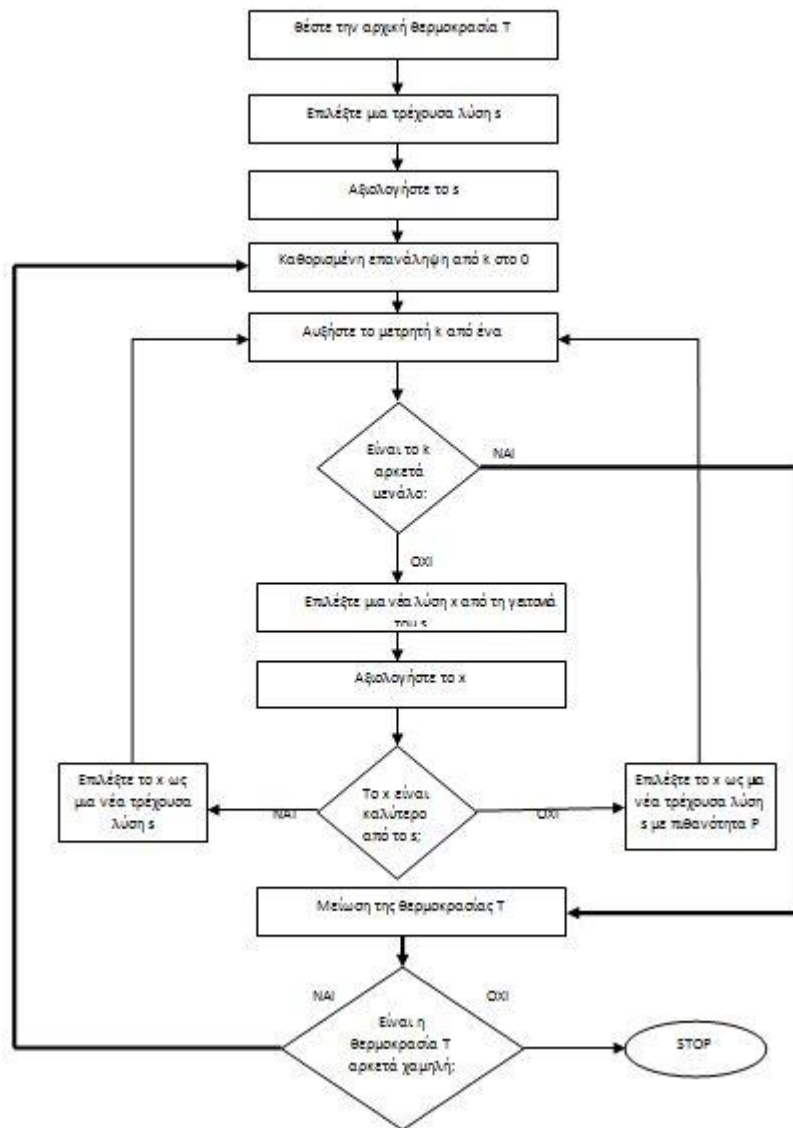 Θέστε την αρχική θερμοκρασία Τ
Επιλέξτε μια τρέχουσα λύση s
Αξιολογήστε το s
Καθορισμένη επανάληψη από k στο 0
Αυξήστε το μετρητή k από ένα
Είναι το k
αρκετά
μεγάλο;
ΝΑΙ
ΟΧΙ
Επιλέξτε μια νέα λύση x από τη γειτονιά
του s
Αξιολογήστε το x
Επιλέξτε το x ως
μια νέα τρέχουσα
λύση s
ΝΑΙ
Το x είναι
καλύτερο
από το s;
ΟΧΙ
Επιλέξτε το x ως μα
νέα τρέχουσα λύση
s με πιθανότητα P
Μείωση της θερμοκρασίας Τ
ΝΑΙ
ΟΧΙ
Είναι η
θερμοκρασία Τ
αρκετά χαμηλή;
STOP